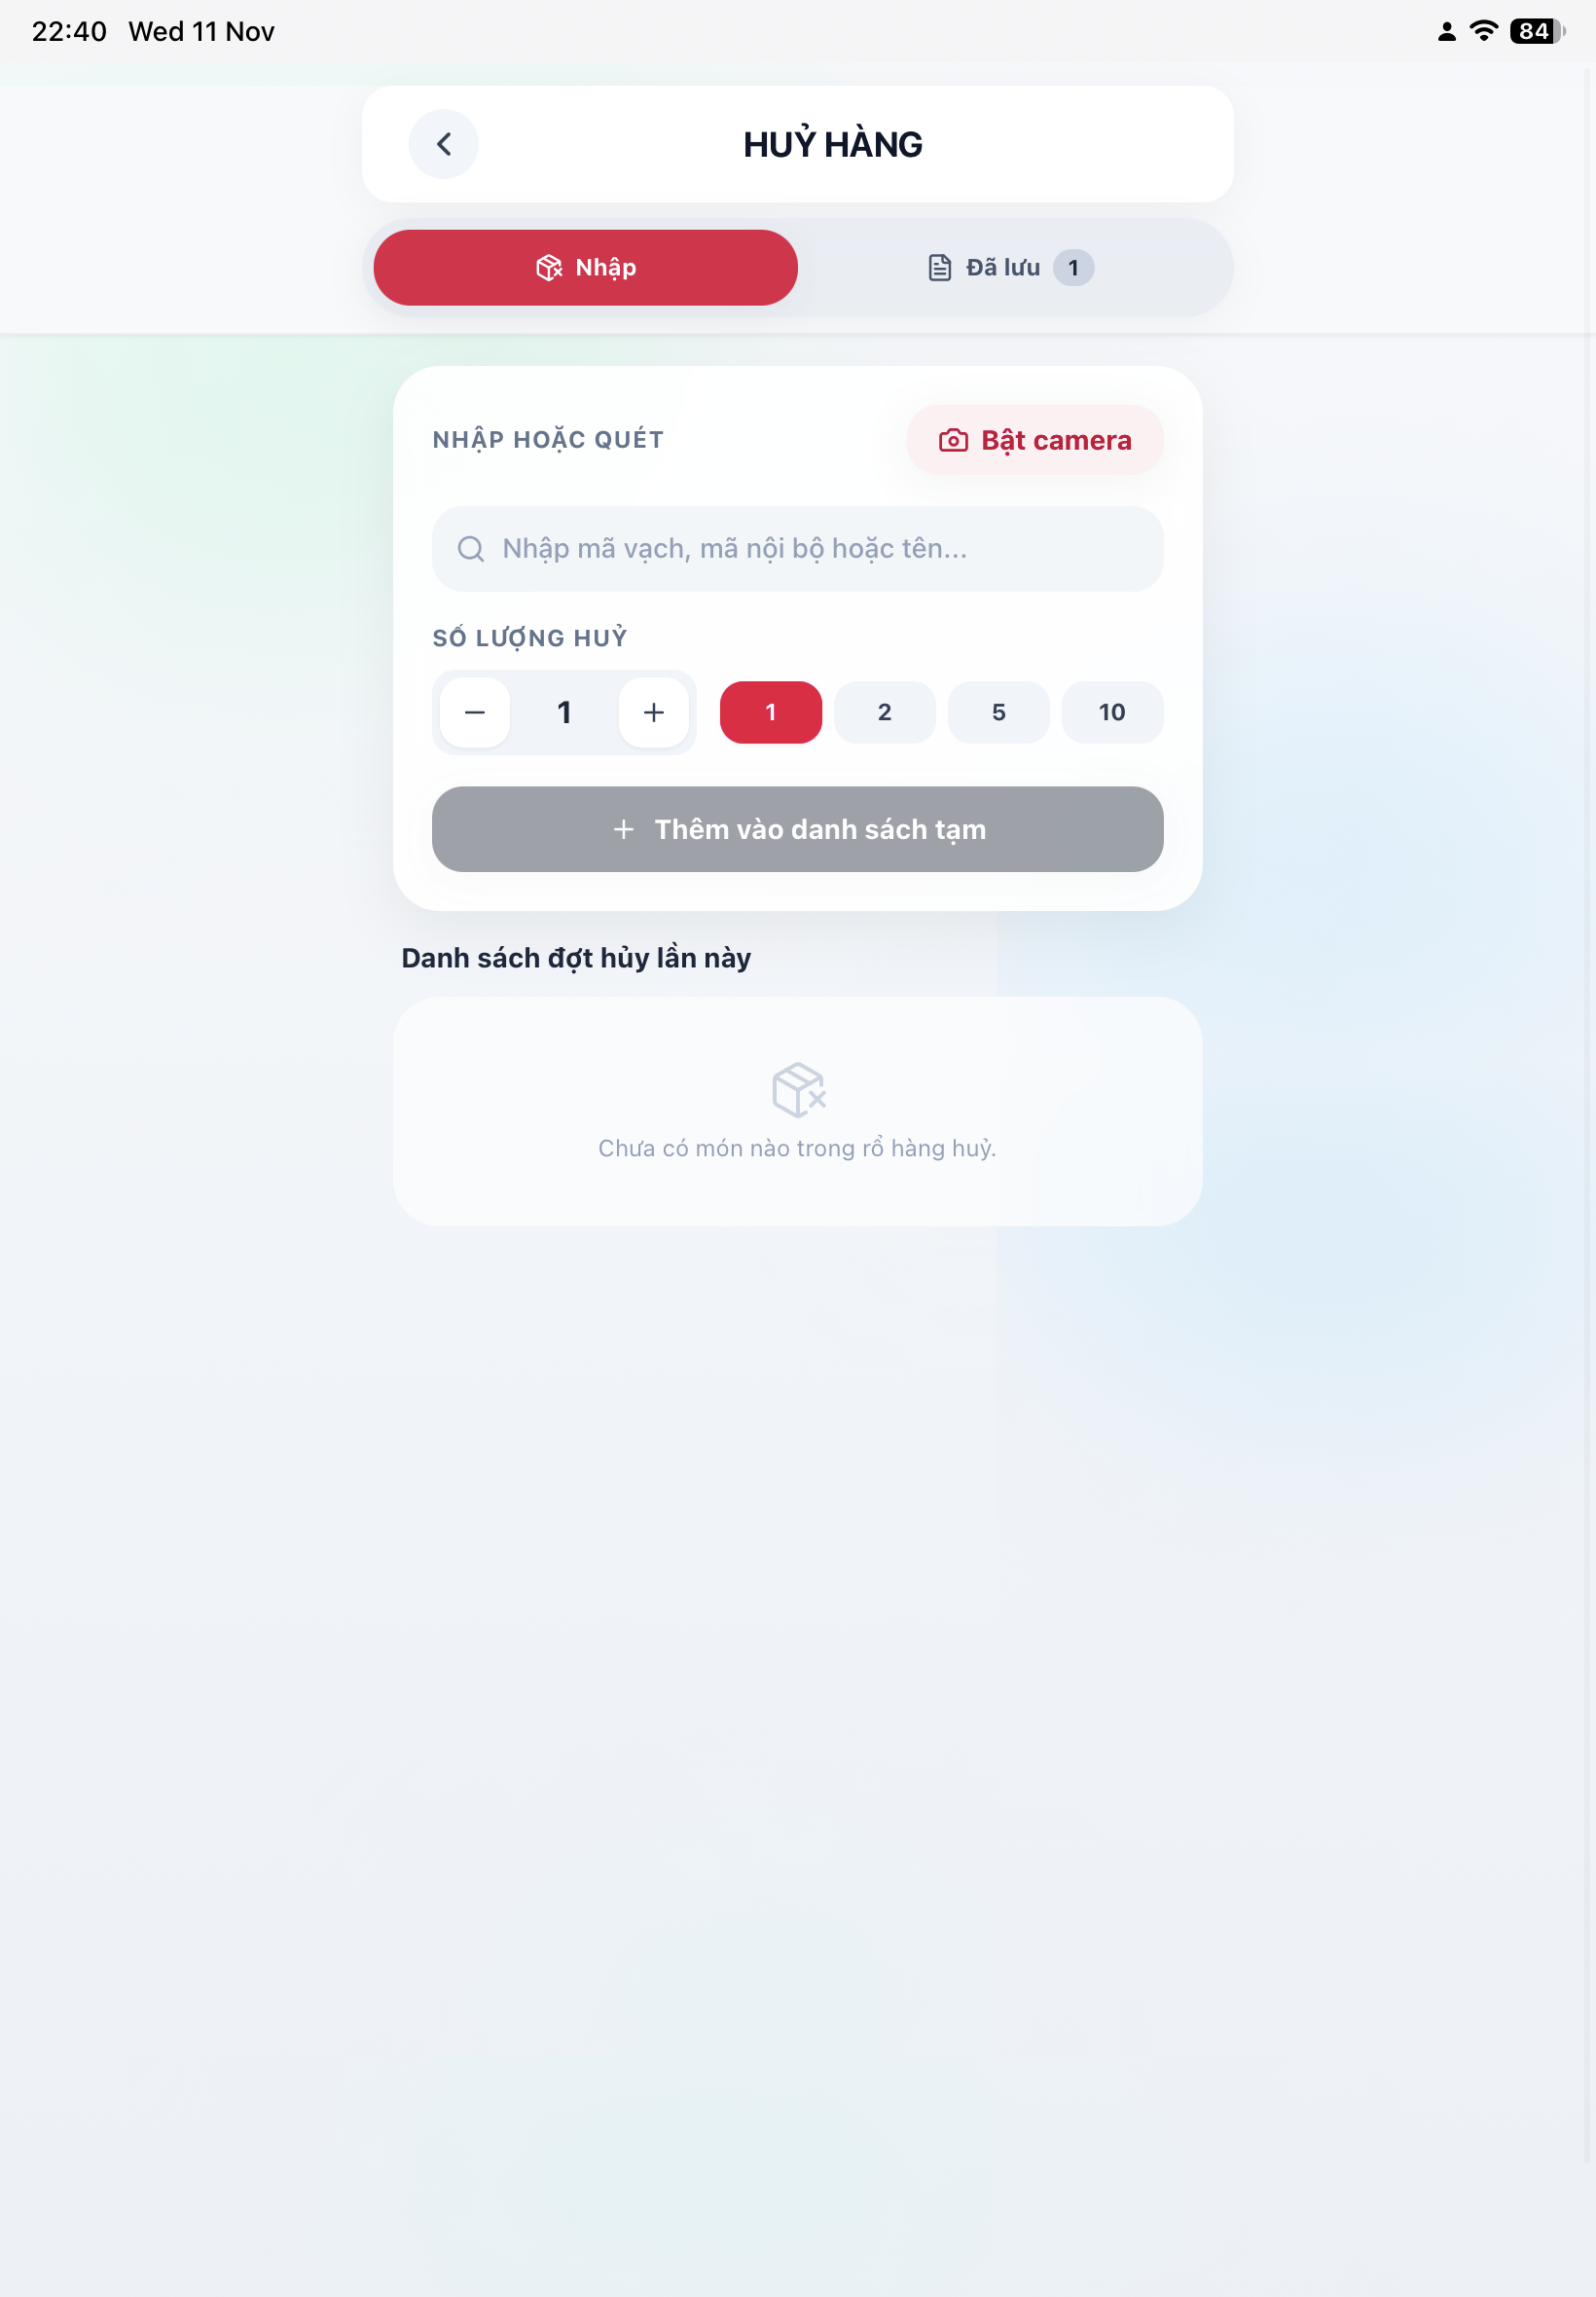 22:40 Wed 11 Nov
84
HUỶ HÀNG
Nhập
Đã lưu 1
NHẬP HOẶC QUÉT
Bật camera
Nhập mã vạch, mã nội bộ hoặc tên...
SỐ LƯỢNG HUỶ
1
1 2 5 10
Thêm vào danh sách tạm
Danh sách đợt hủy lần này
Chưa có món nào trong rổ hàng huỷ.